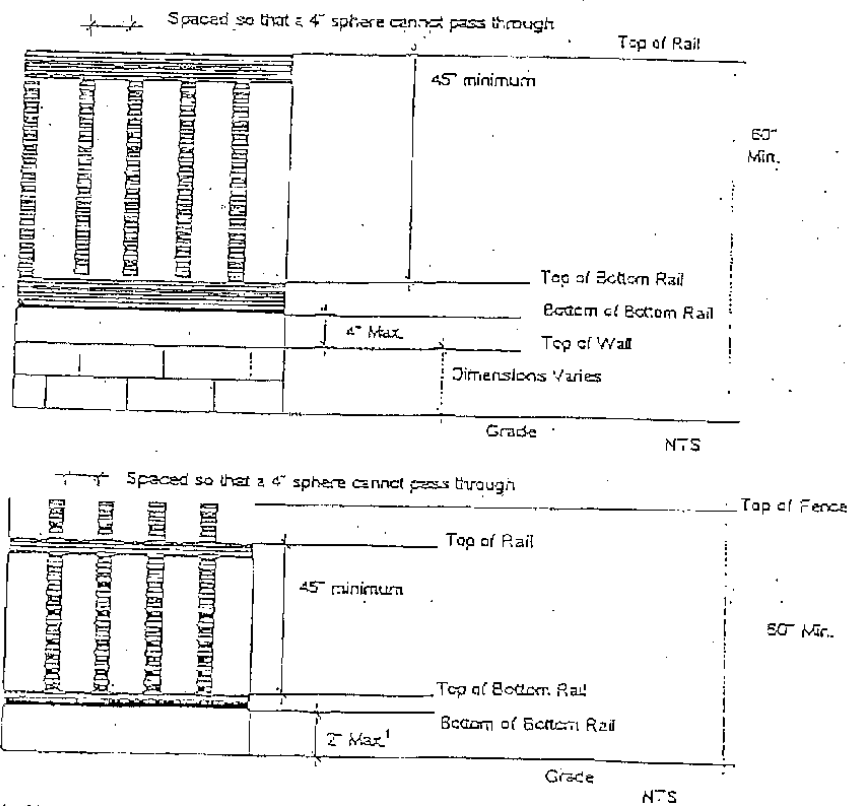 Spaced so that a 4" sphere cannot pass through
Top of Rail
45" minimum
60"
Min.
Top of Bottom Rail
Bottom of Bottom Rail
4" Max.
Top of Wall
Dimensions Varies
Grade
NTS
Spaced so that a 4" sphere cannot pass through
Top of Fence
Top of Rail
45" minimum
60" Min.
Top of Bottom Rail
Bottom of Bottom Rail
2" Max¹
Grade
NTS